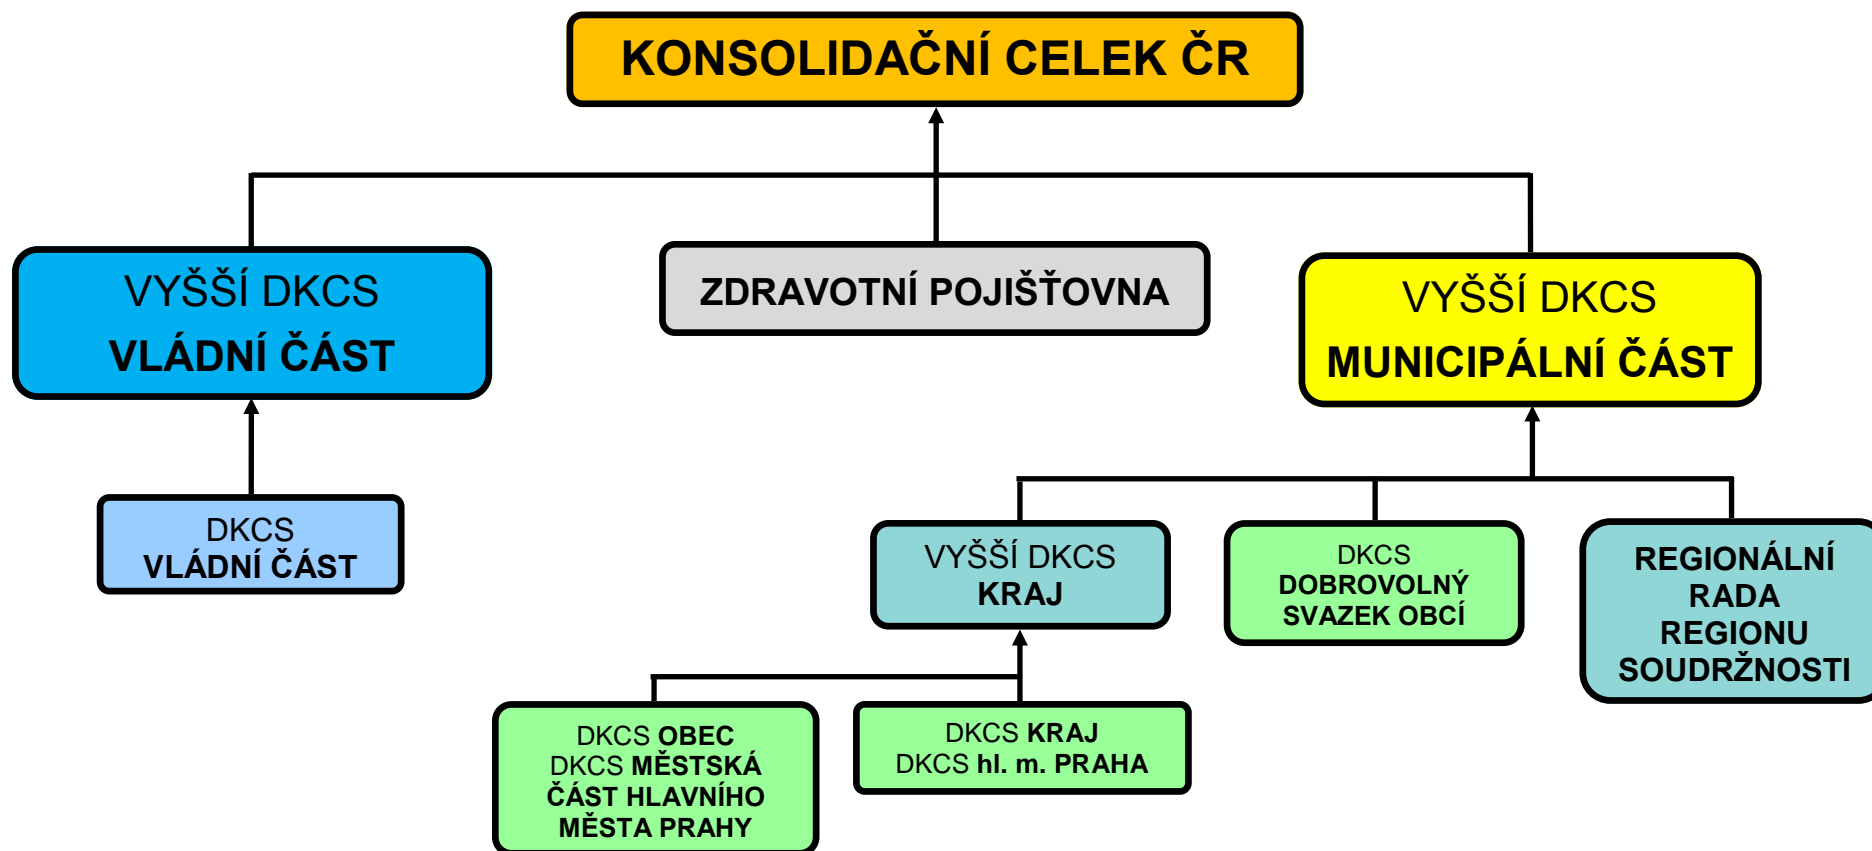 KONSOLIDAČNÍ CELEK ČR
VYŠŠÍ DKCS
VLÁDNÍ ČÁST
ZDRAVOTNÍ POJIŠŤOVNA
VYŠŠÍ DKCS
MUNICIPÁLNÍ ČÁST
DKCS
VLÁDNÍ ČÁST
VYŠŠÍ DKCS
KRAJ
DKCS
DOBROVOLNÝ
SVAZEK OBCÍ
REGIONÁLNÍ
RADA
REGIONU
SOUDRŽNOSTI
DKCS OBEC
DKCS MĚSTSKÁ
ČÁST HLAVNÍHO
MĚSTA PRAHY
DKCS KRAJ
DKCS hl. m. PRAHA